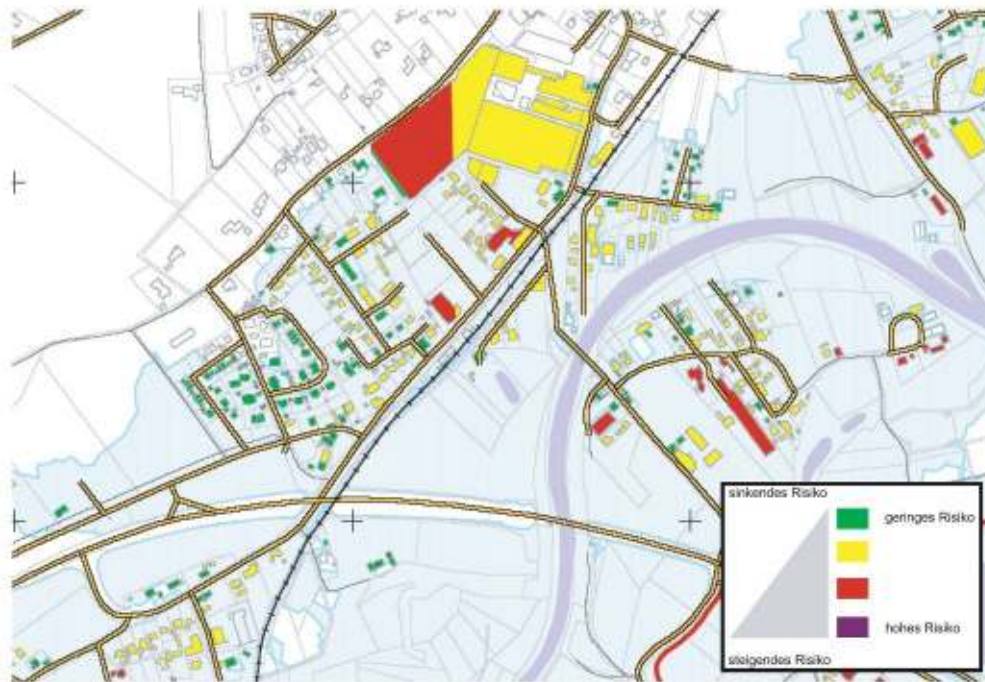 sinkendes Risiko
geringes Risiko
hohes Risiko
steigendes Risiko